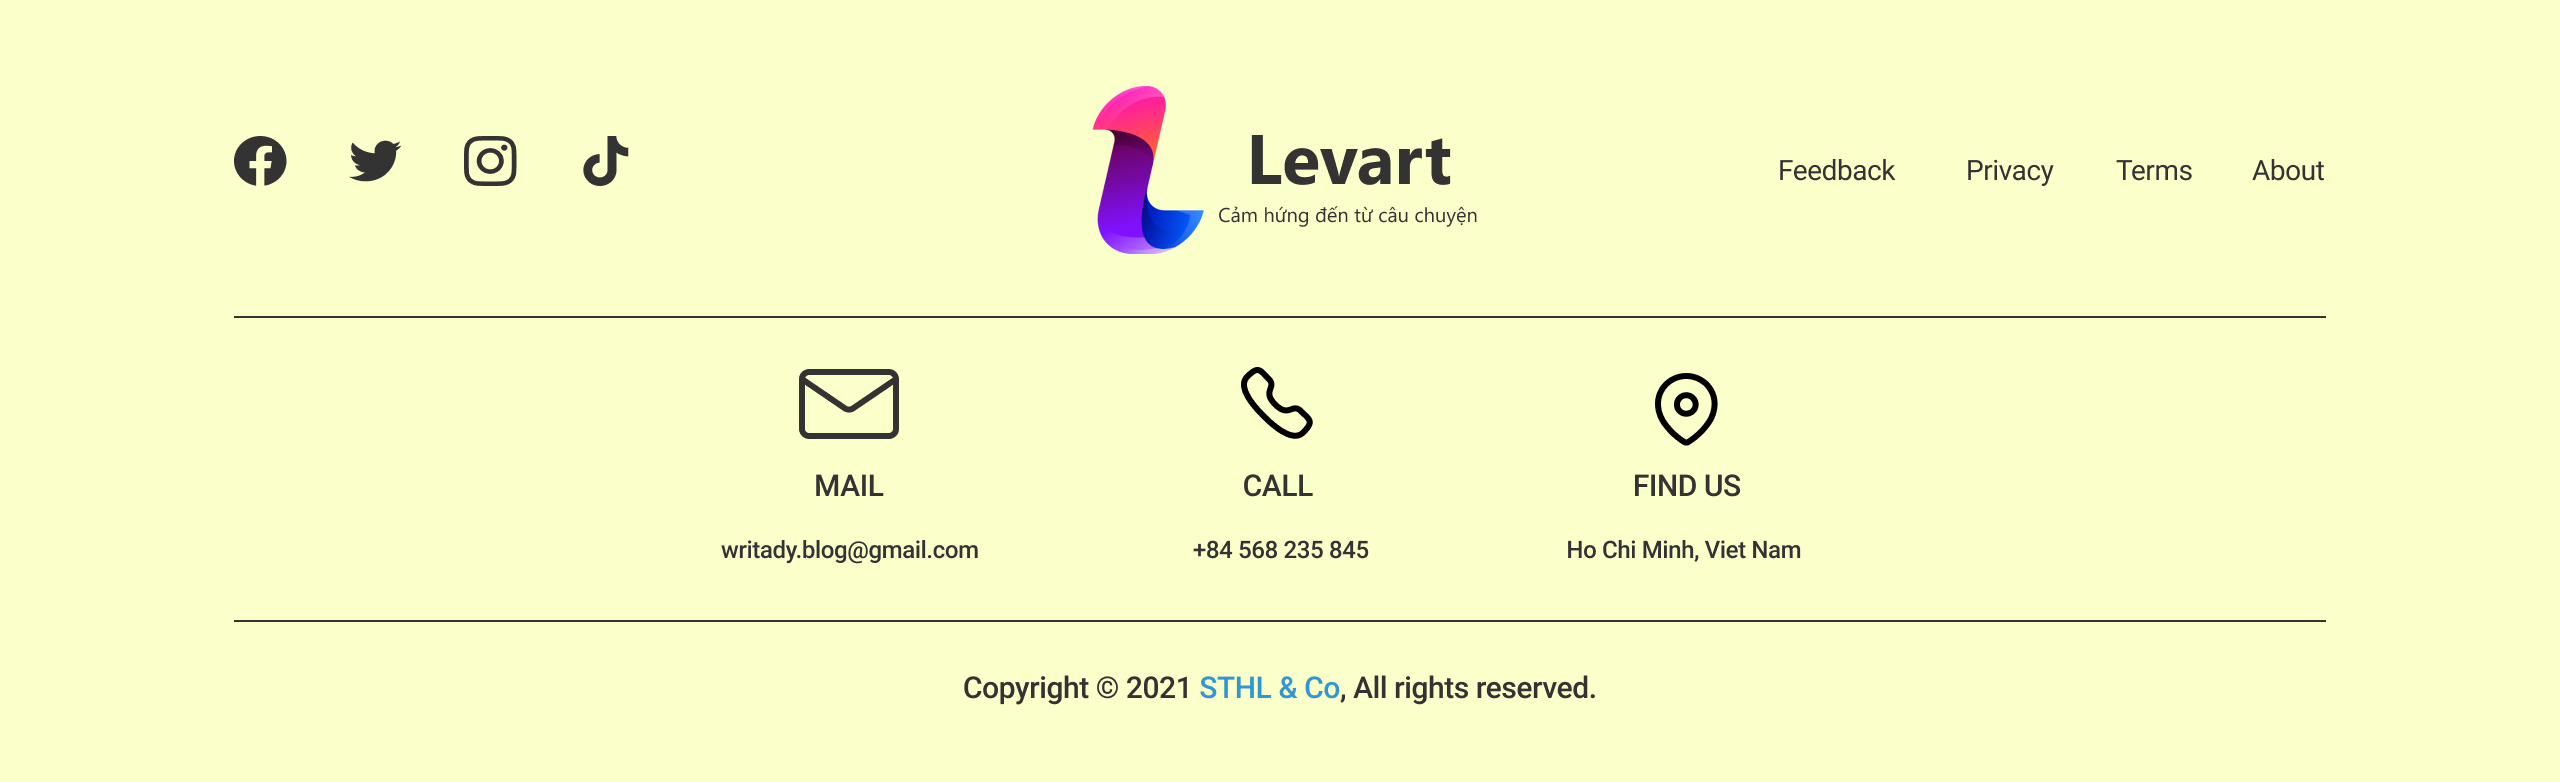 Levart
Cảm hứng đến từ câu chuyện
Feedback Privacy Terms About
MAIL CALL FIND US
writady.blog@gmail.com +84 568 235 845 Ho Chi Minh, Viet Nam
Copyright © 2021 STHL & Co, All rights reserved.